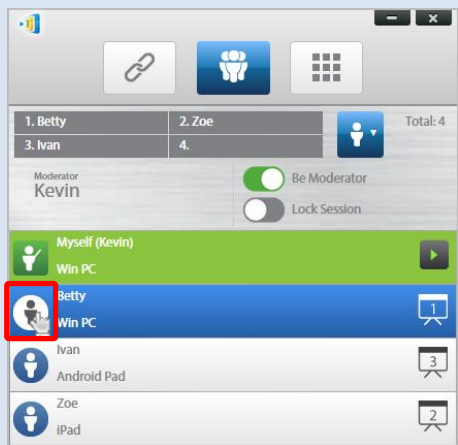 1. Betty
2. Zoe
Total: 4
3. Ivan
4.
Moderator
Kevin
Be Moderator
Lock Session
Myself (Kevin)
Win PC
Betty
Win PC
1
Ivan
Android Pad
3
Zoe
iPad
2